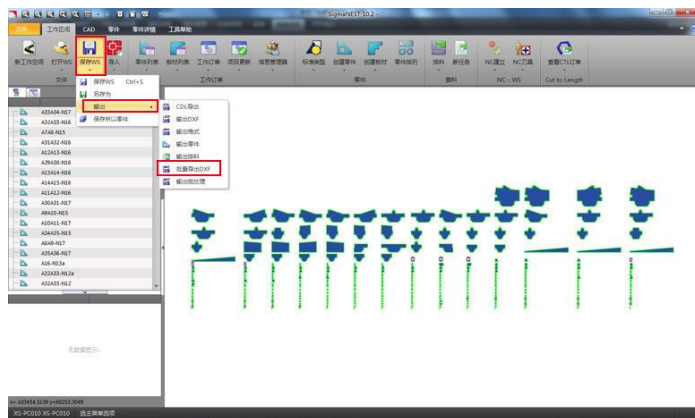 SigmaNEST 10.2 -
文件 工作区域 CAD 零件 零件详情 工具帮助
新工作空间 打开WS 保存WS 导入 零件列表 板材列表 工作订单 项目更新 信息管理器 标准类型 创建零件 创建板材 零件排列 排料 新任务 NC建立 NC刀具 查看CTL订单
文件 工作订单 零件 套料 NC - WS Cut to Length
保存WS Ctrl+S
另存为
输出
保存所以零件
CDL导出
输出DXF
输出格式
输出零件
输出排料
批量导出DXF
输出批处理
A33A34-N17
A32A33-N16
A7A8-N15
A31A32-N16
A12A13-N16
A29A30-N16
A13A14-N16
A14A15-N16
A11A12-N16
A30A31-N17
A9A10-N15
A10A11-N17
A34A35-N15
A8A9-N17
A35A36-N17
A16-N13a
A32A33-N12a
A32A33-N12
无数据显示。
x=-103454.3139 y=60253.3049
XS-PC010 XS-PC010 选主菜单选项